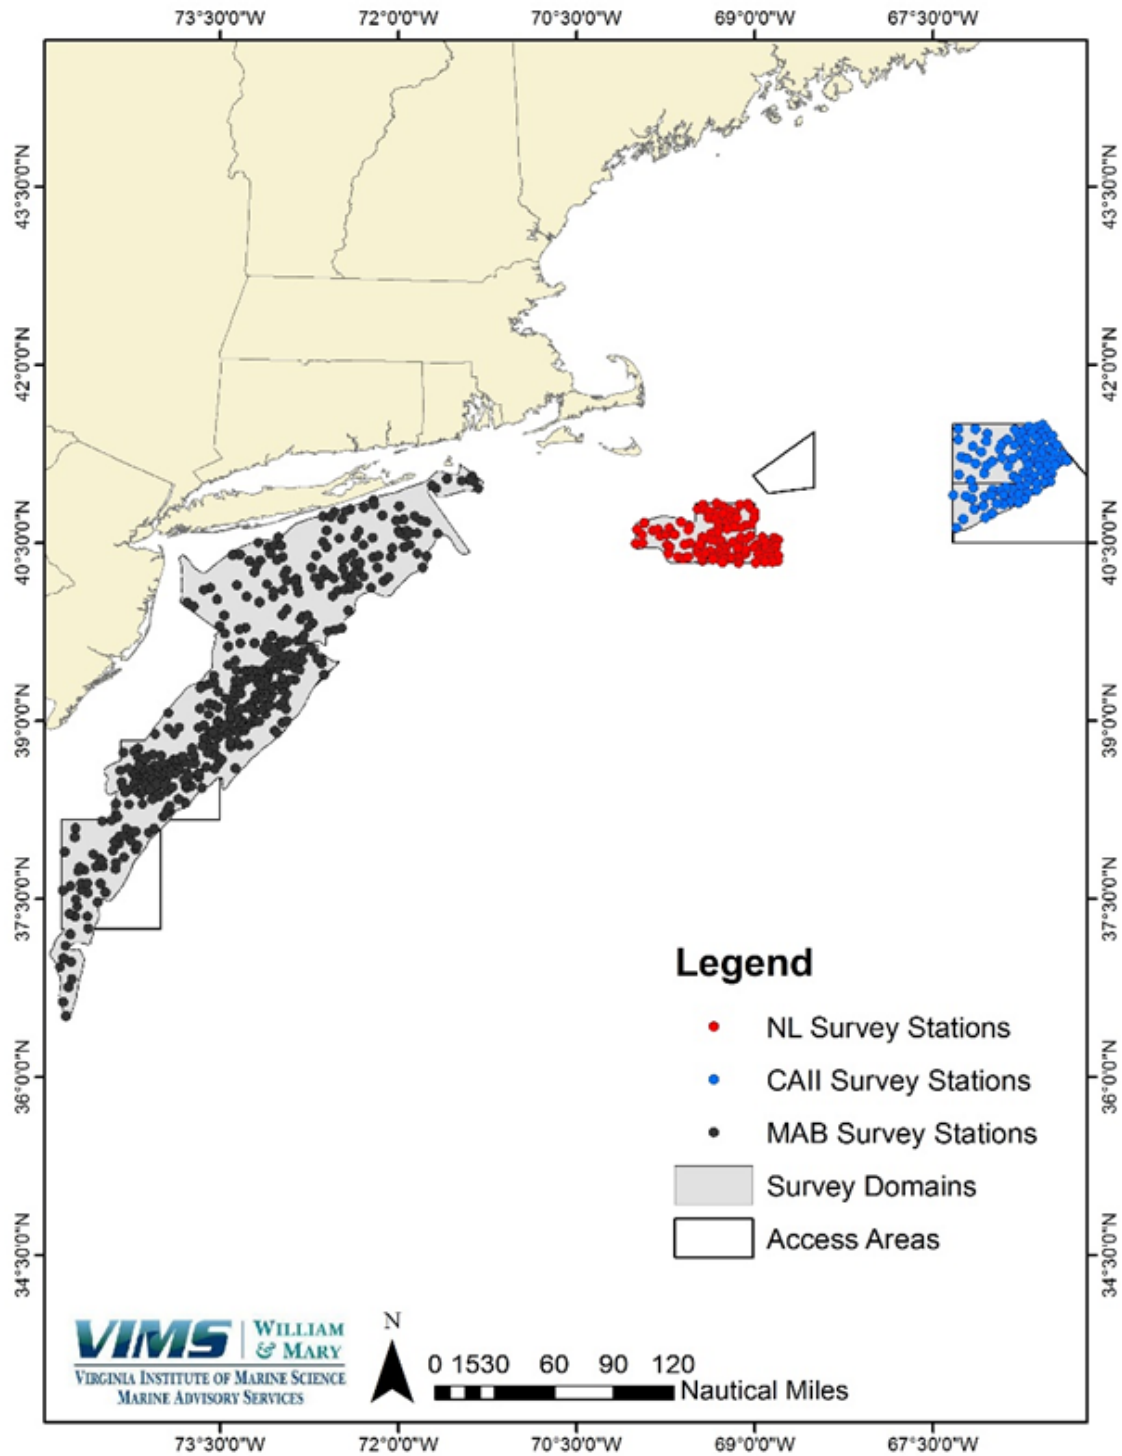 73°30'0"W 72°0'0"W 70°30'0"W 69°0'0"W 67°30'0"W
43°30'0"N 43°30'0"N
42°0'0"N 42°0'0"N
40°30'0"N 40°30'0"N
39°0'0"N 39°0'0"N
37°30'0"N 37°30'0"N
Legend
NL Survey Stations
CAII Survey Stations
36°0'0"N 36°0'0"N
MAB Survey Stations
Survey Domains
Access Areas
34°30'0"N 34°30'0"N
VIMS WILLIAM & MARY
VIRGINIA INSTITUTE OF MARINE SCIENCE
MARINE ADVISORY SERVICES
N
0 1530 60 90 120
Nautical Miles
73°30'0"W 72°0'0"W 70°30'0"W 69°0'0"W 67°30'0"W